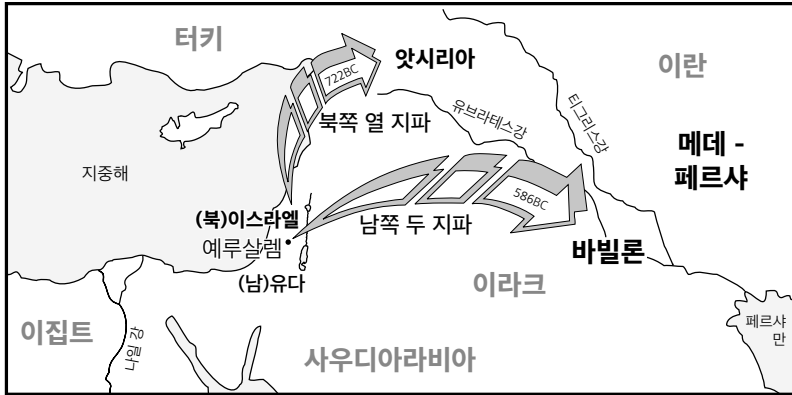 터키
722BC
앗시리아
이란
북쪽 열 지파
유브라테스강
티그리스강
메데 -
페르샤
지중해
586BC
(북)이스라엘
예루살렘
남쪽 두 지파
바빌론
(남)유다
이라크
이집트
나일 강
사우디아라비아
페르샤
만